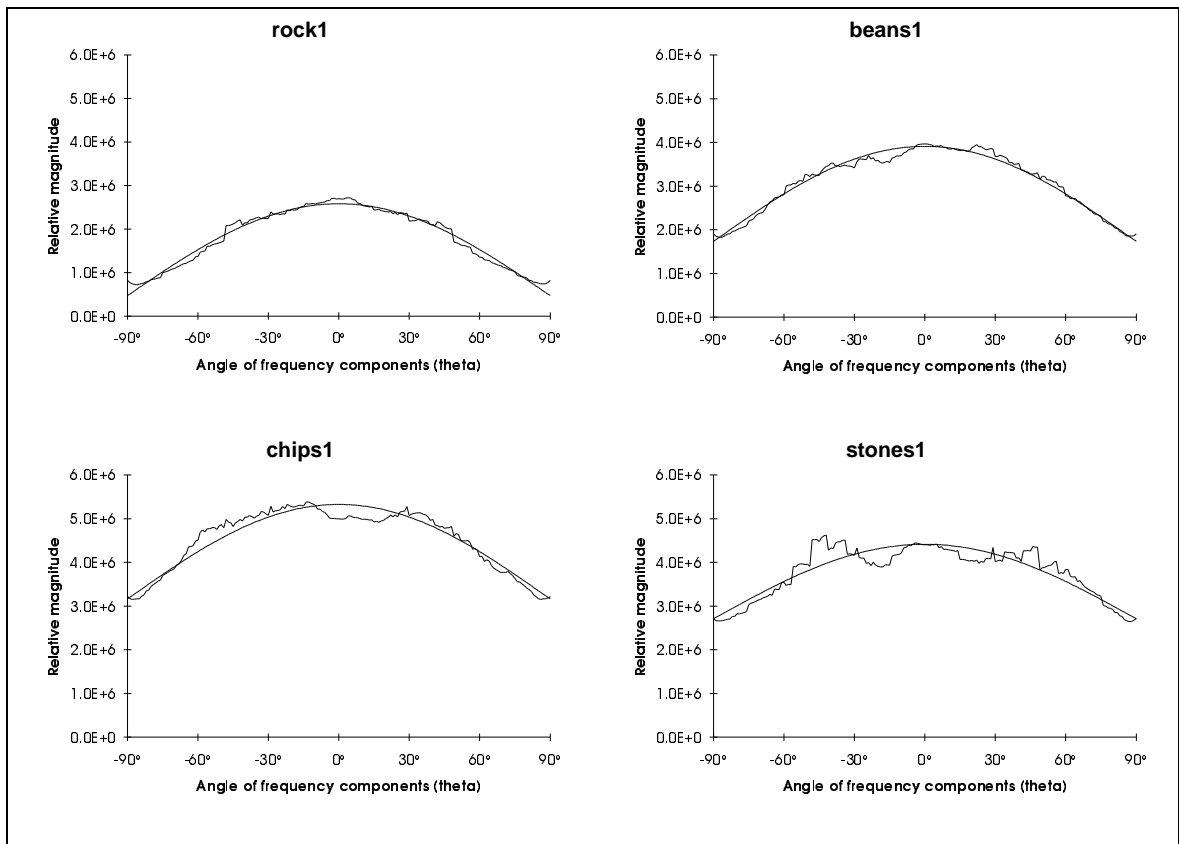 rock1
6.0E+6
5.0E+6
4.0E+6
3.0E+6
2.0E+6
1.0E+6
0.0E+0
Relative magnitude
-90° -60° -30° 0° 30° 60° 90°
Angle of frequency components (theta)
beans1
6.0E+6
5.0E+6
4.0E+6
3.0E+6
2.0E+6
1.0E+6
0.0E+0
Relative magnitude
-90° -60° -30° 0° 30° 60° 90°
Angle of frequency components (theta)
chips1
6.0E+6
5.0E+6
4.0E+6
3.0E+6
2.0E+6
1.0E+6
0.0E+0
Relative magnitude
-90° -60° -30° 0° 30° 60° 90°
Angle of frequency components (theta)
stones1
6.0E+6
5.0E+6
4.0E+6
3.0E+6
2.0E+6
1.0E+6
0.0E+0
Relative magnitude
-90° -60° -30° 0° 30° 60° 90°
Angle of frequency components (theta)